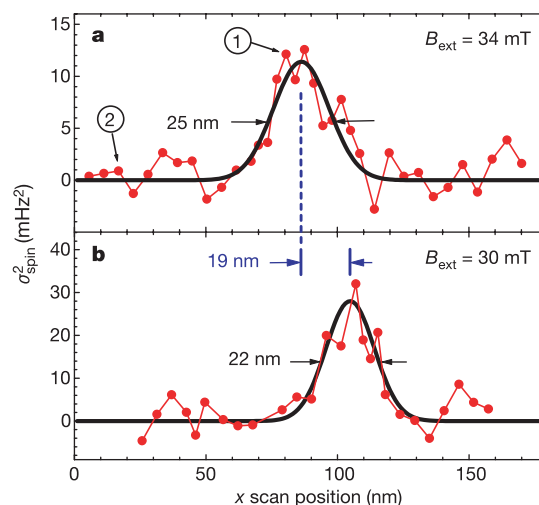 15
10
5
0
a
1
2
25 nm
B_ext = 34 mT
σ²_spin (mHz²)
40
30
20
10
0
b
19 nm
22 nm
B_ext = 30 mT
0
50
100
150
x scan position (nm)